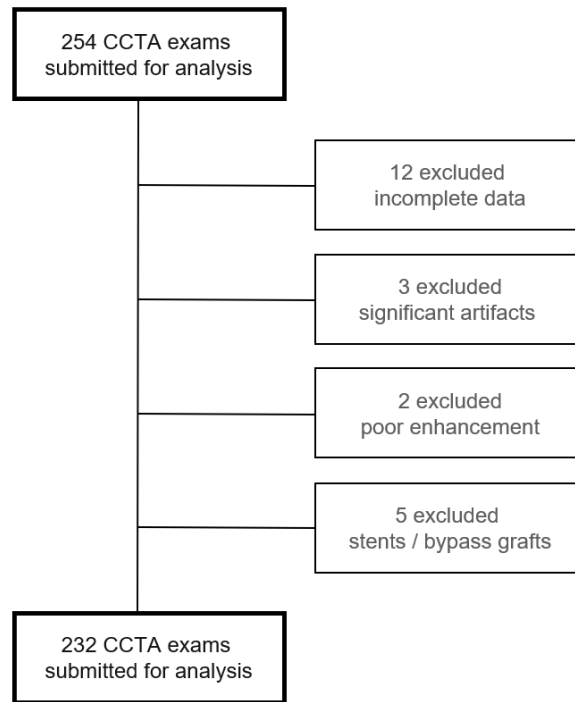 254 CCTA exams
submitted for analysis
12 excluded
incomplete data
3 excluded
significant artifacts
2 excluded
poor enhancement
5 excluded
stents / bypass grafts
232 CCTA exams
submitted for analysis